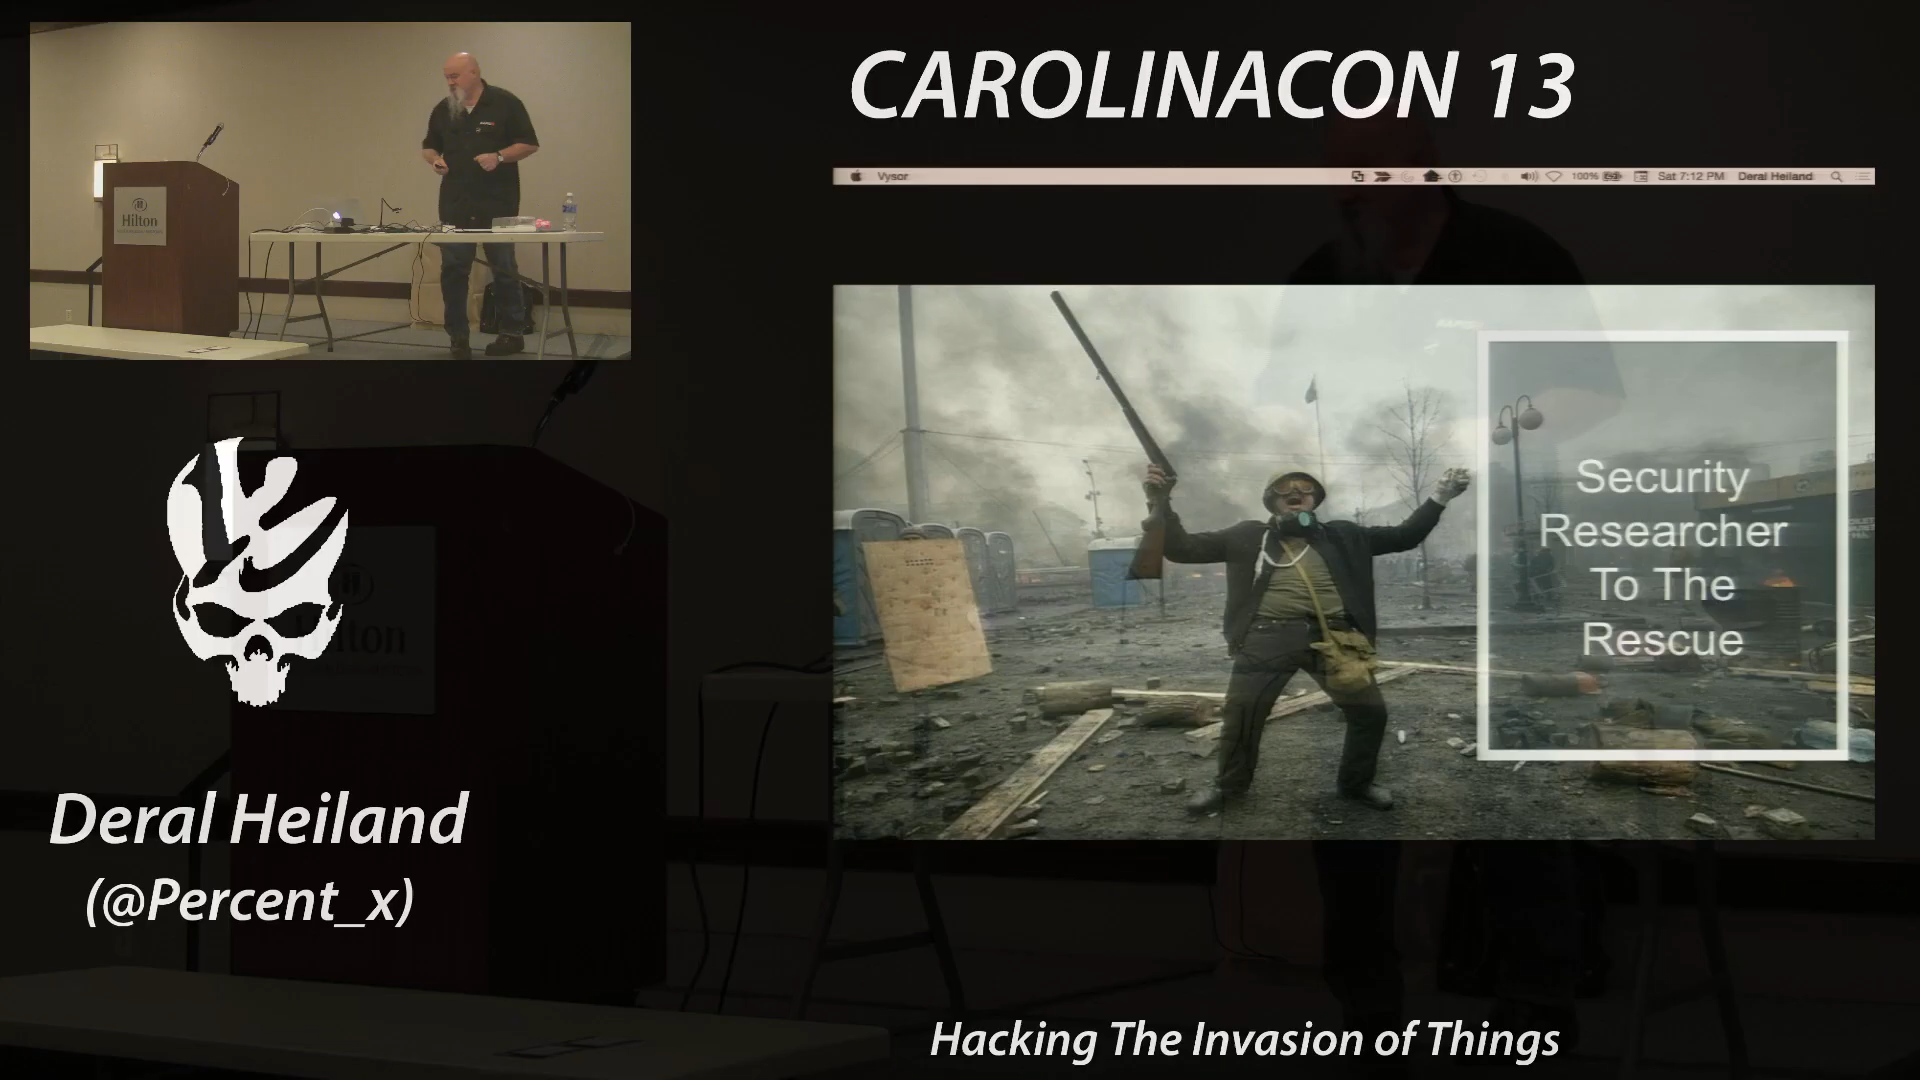 CAROLINACON 13
Vysor
100%
Sat 7:12 PM
Deral Heiland
Hilton
Security
Researcher
To The
Rescue
Deral Heiland
(@Percent_x)
Hacking The Invasion of Things